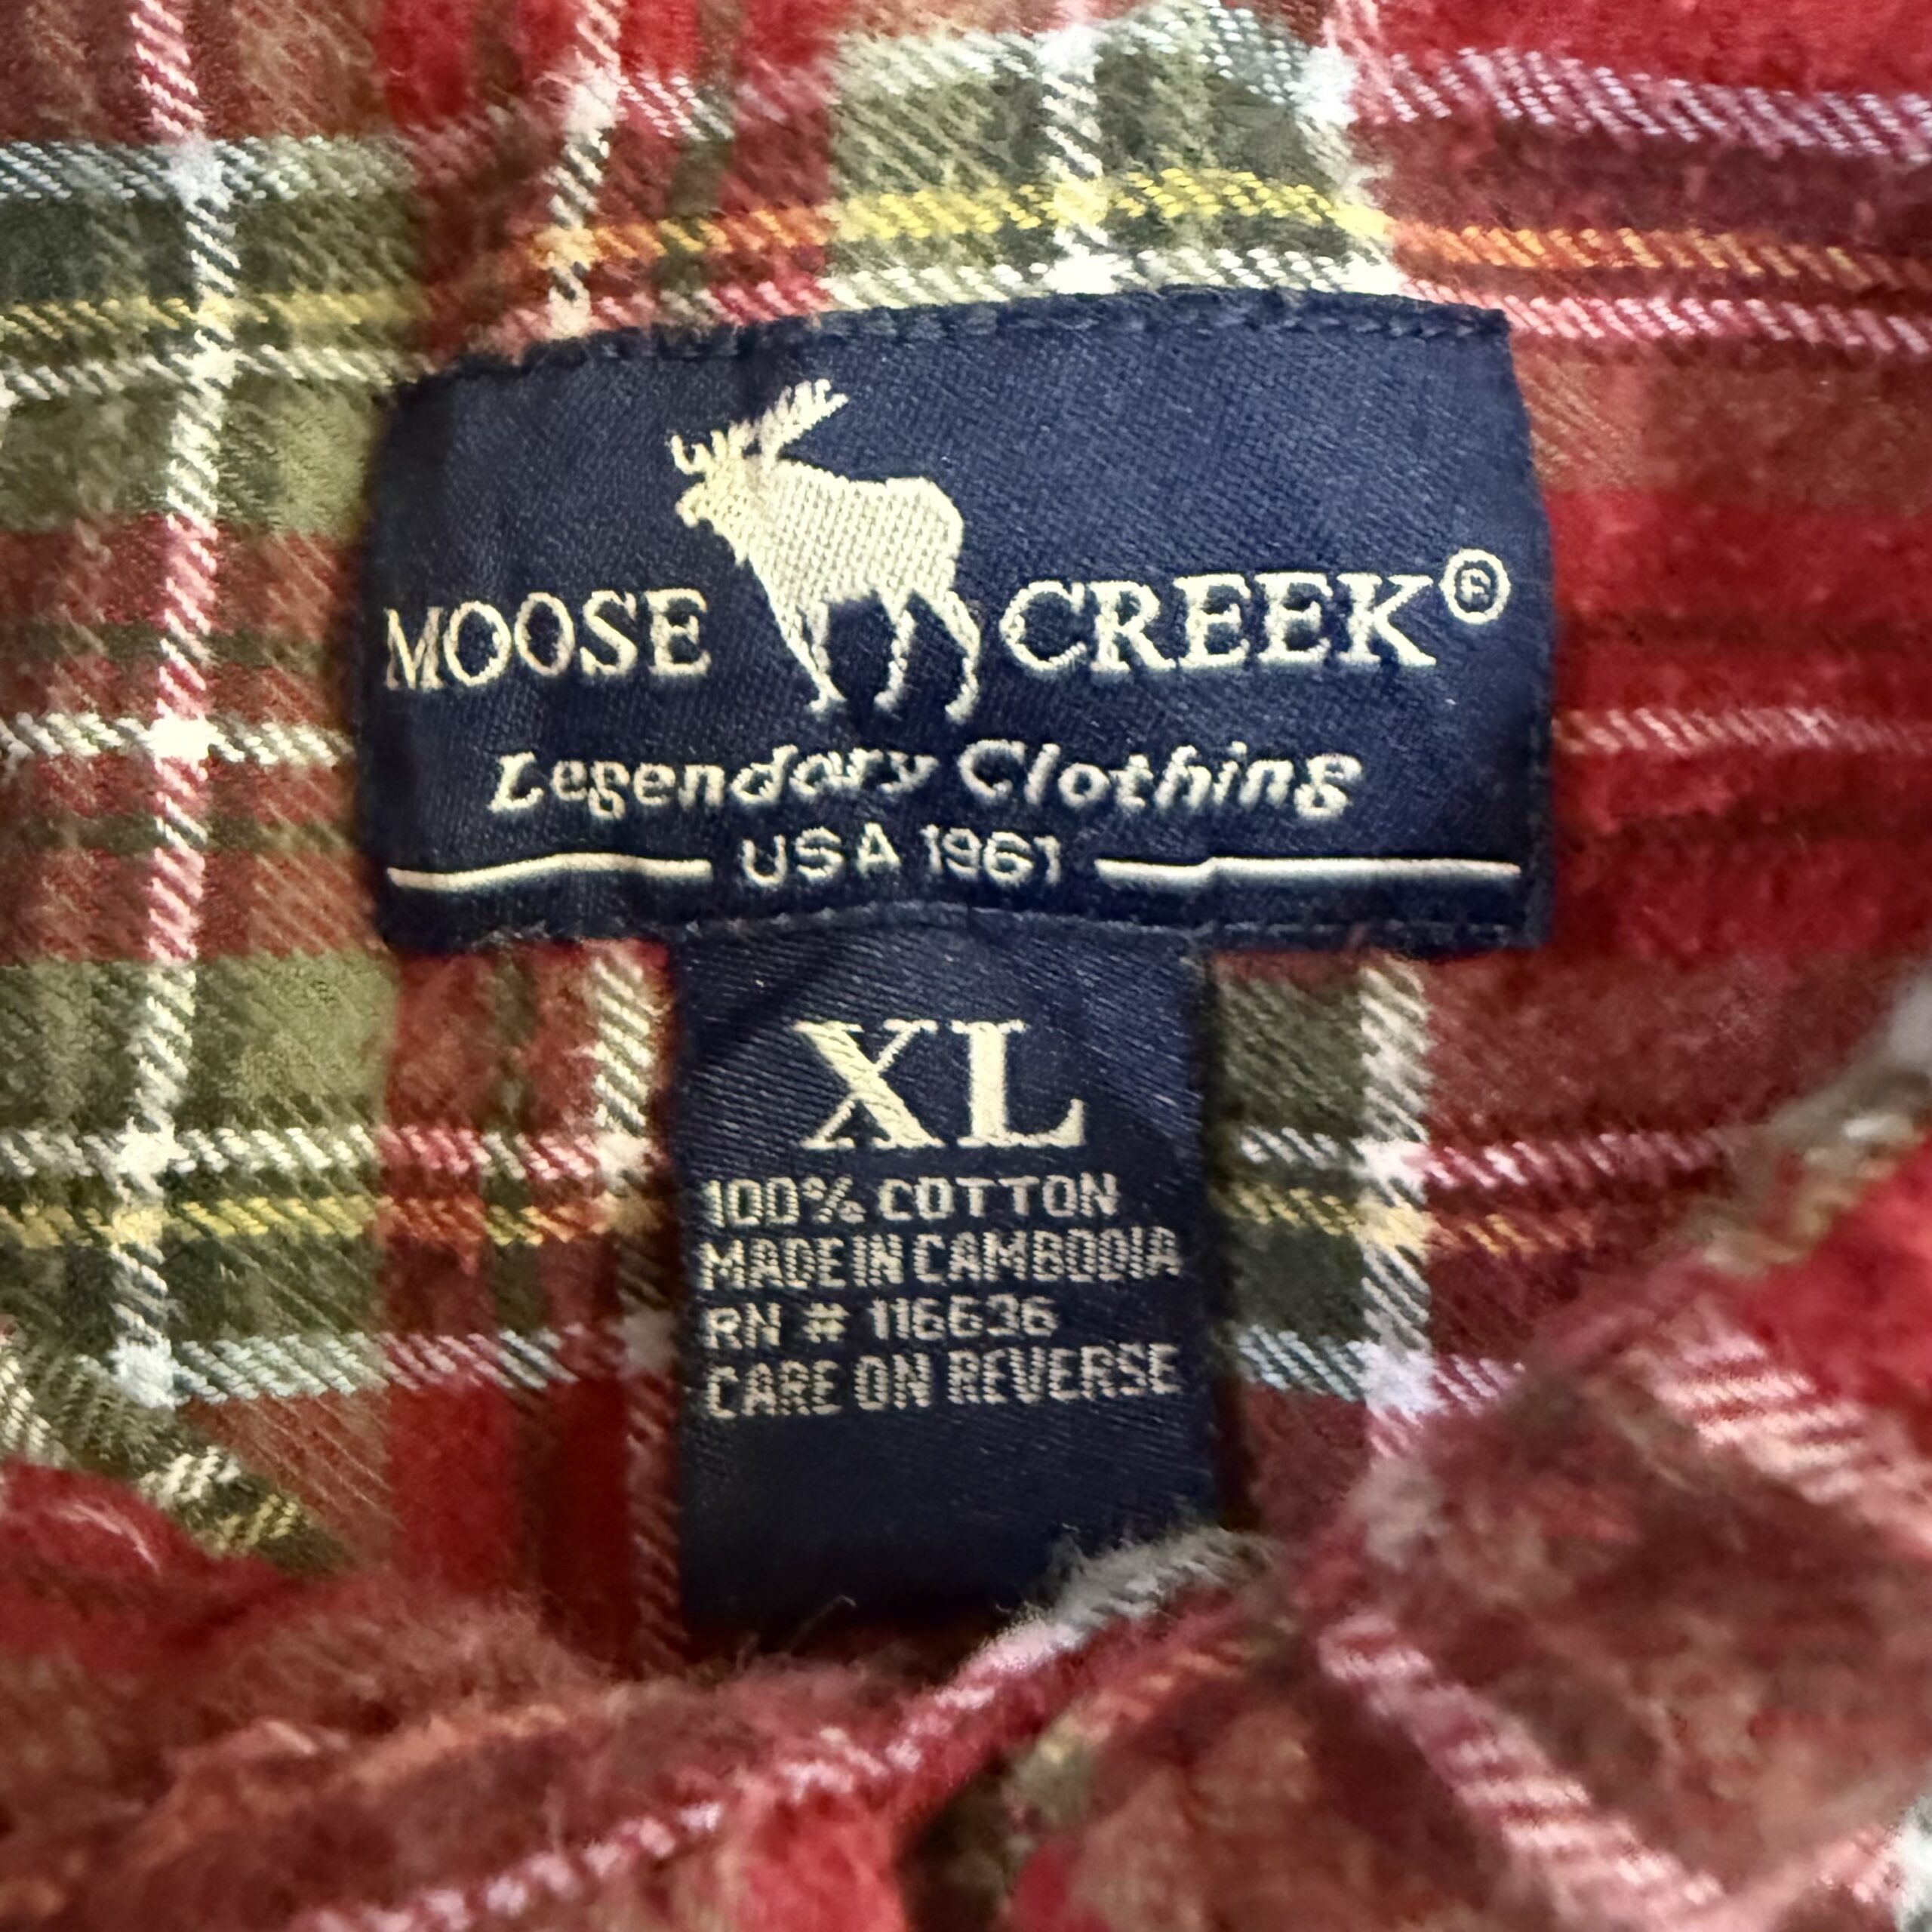 MOOSE CREEK®
Legendary Clothing
USA 1961
XL
100% COTTON
MADE IN CAMBODIA
RN # 116636
CARE ON REVERSE